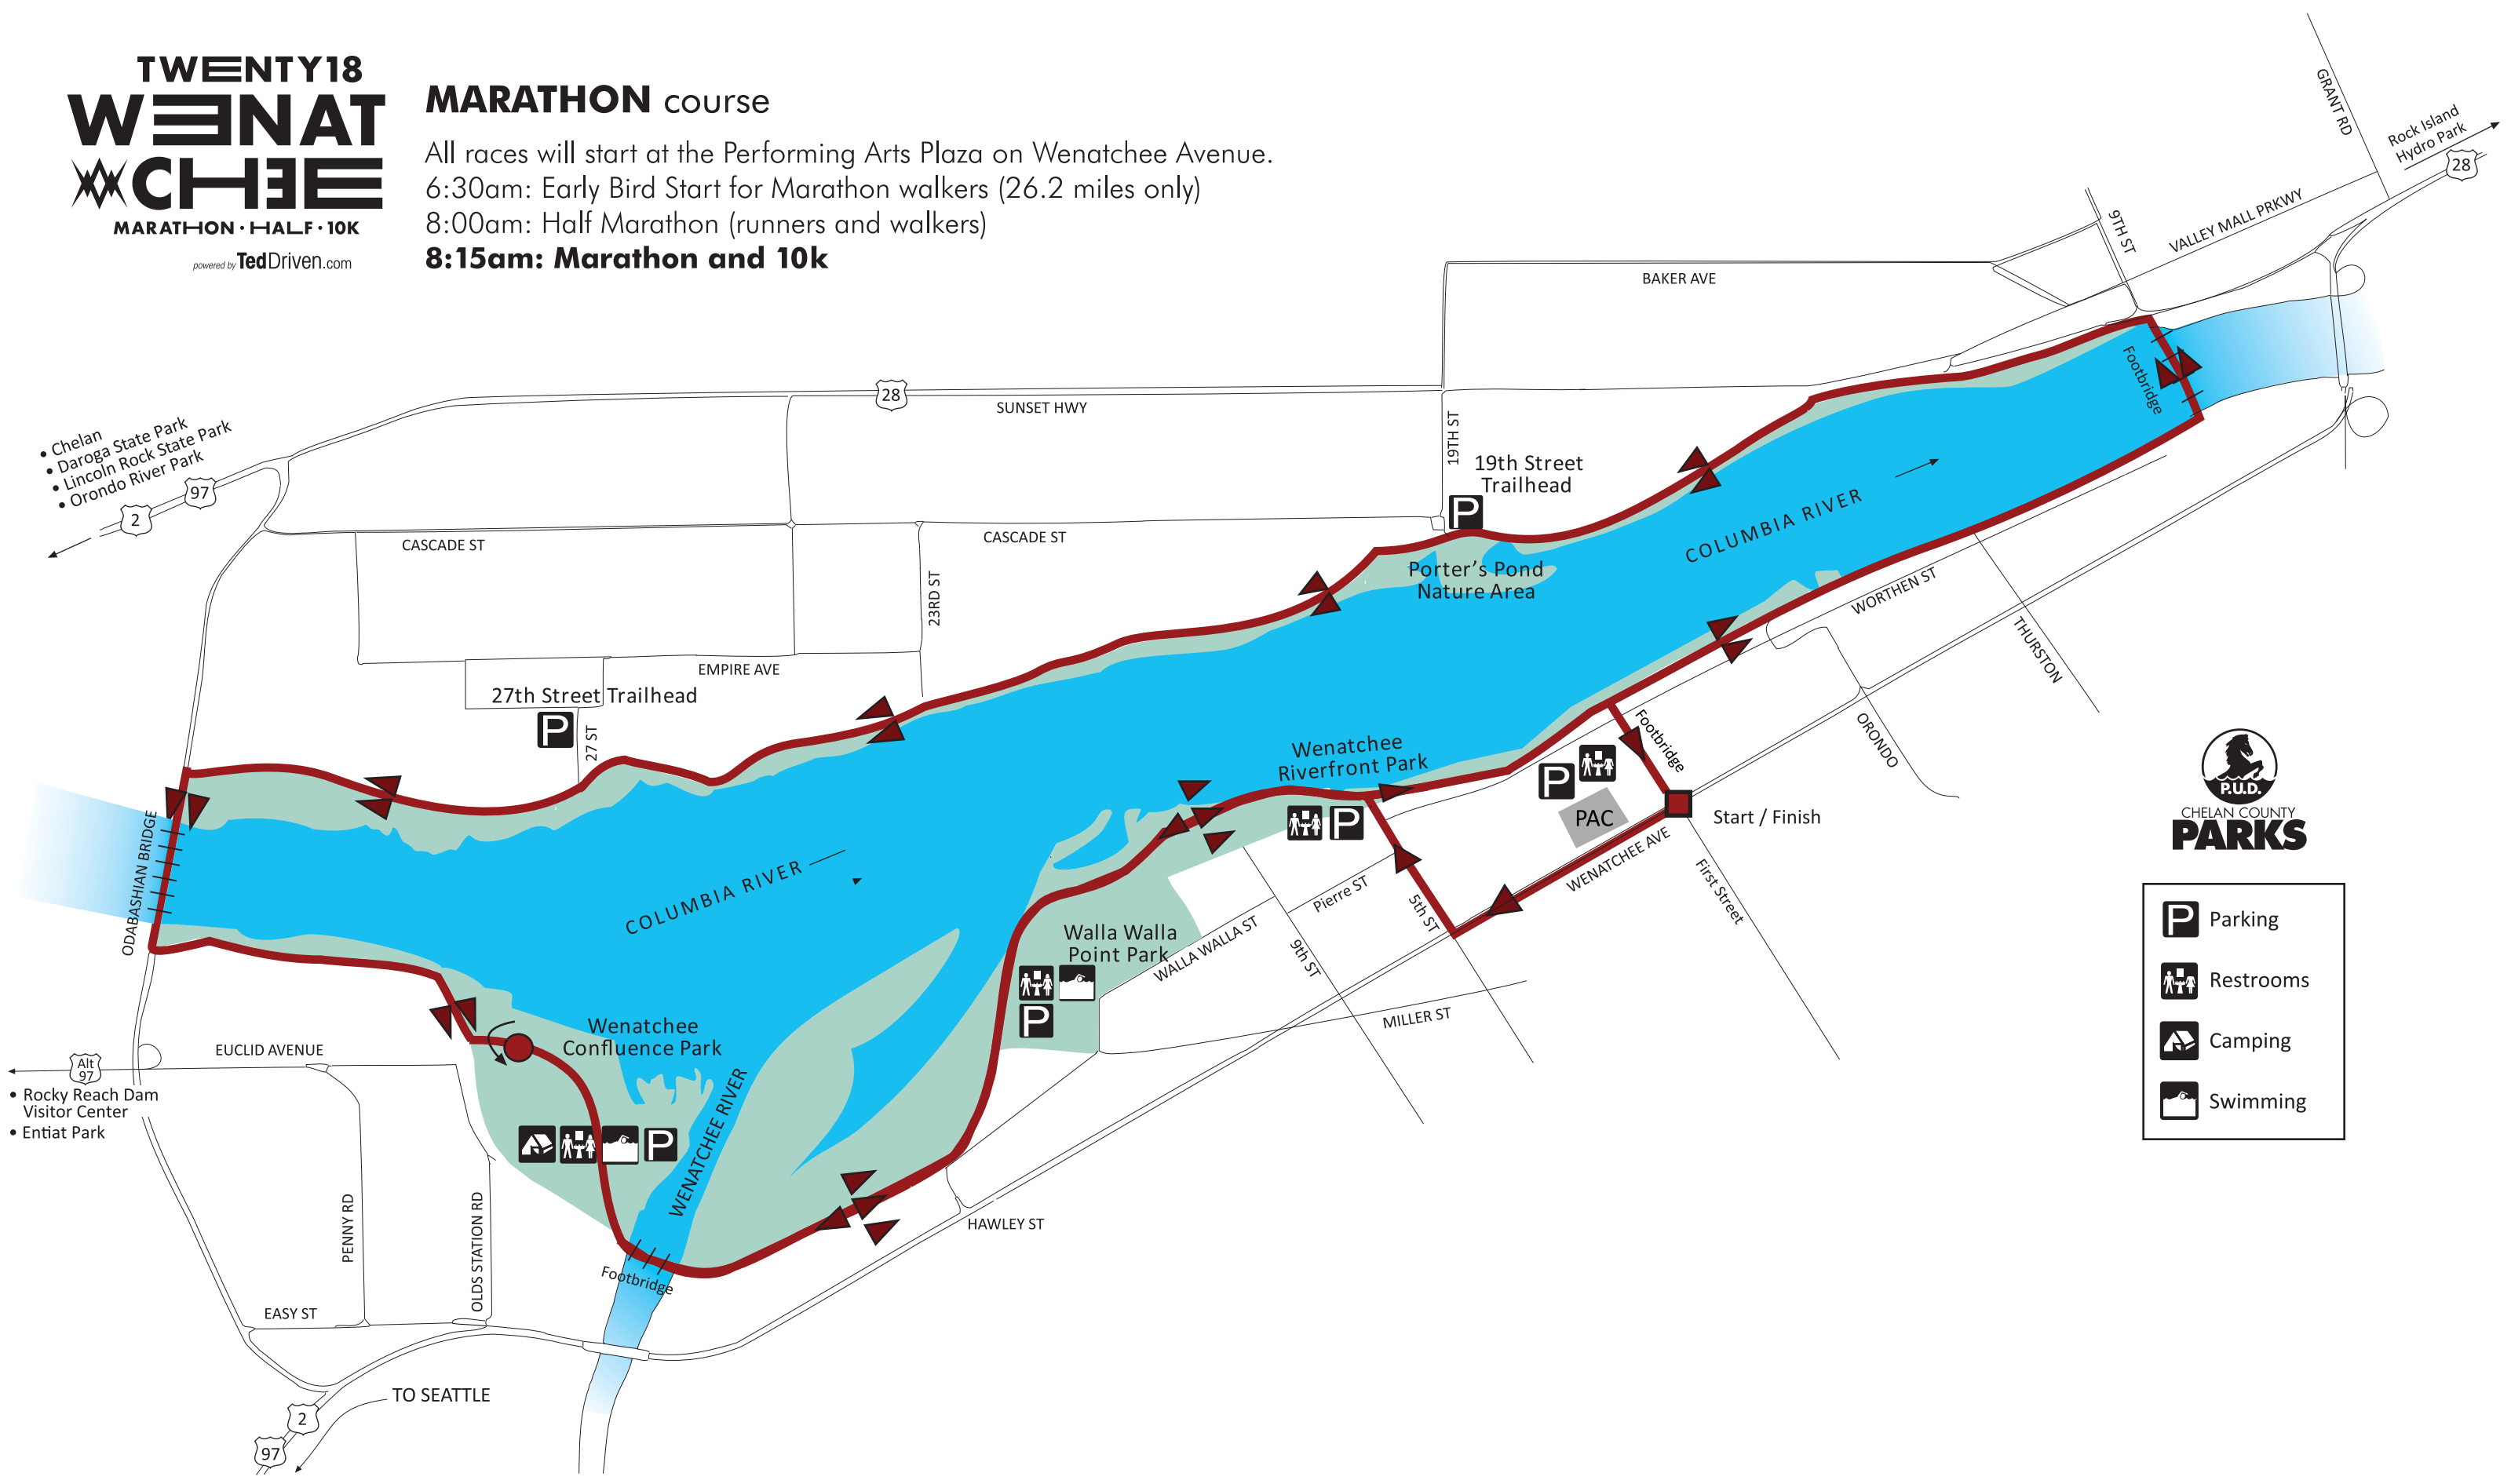 TWENTY18
WENAT
CHEE
MARATHON · HALF · 10K
powered by TedDriven.com
MARATHON course
All races will start at the Performing Arts Plaza on Wenatchee Avenue.
6:30am: Early Bird Start for Marathon walkers (26.2 miles only)
8:00am: Half Marathon (runners and walkers)
8:15am: Marathon and 10k
GRANT RD
Rock Island
Hydro Park
28
9TH ST
VALLEY MALL PRKWY
BAKER AVE
Footbridge
28
SUNSET HWY
• Chelan
• Daroga State Park
• Lincoln Rock State Park
• Orondo River Park
97
2
19TH ST
19th Street
Trailhead
P
CASCADE ST
CASCADE ST
COLUMBIA RIVER
Porter's Pond
Nature Area
23RD ST
WORTHEN ST
THURSTON
EMPIRE AVE
27th Street Trailhead
P
27 ST
Footbridge
ORONDO
Wenatchee
Riverfront Park
P
P
PAC
Start / Finish
WENATCHEE AVE
First Street
P.U.D.
CHELAN COUNTY
PARKS
ODABASHIAN BRIDGE
COLUMBIA RIVER
Pierre ST
5th ST
Walla Walla
Point Park
WALLA WALLA ST
9th ST
P
MILLER ST
P Parking
Restrooms
Camping
Swimming
Wenatchee
Confluence Park
EUCLID AVENUE
Alt
97
• Rocky Reach Dam
Visitor Center
• Entiat Park
P
WENATCHEE RIVER
PENNY RD
OLDS STATION RD
HAWLEY ST
Footbridge
EASY ST
TO SEATTLE
2
97